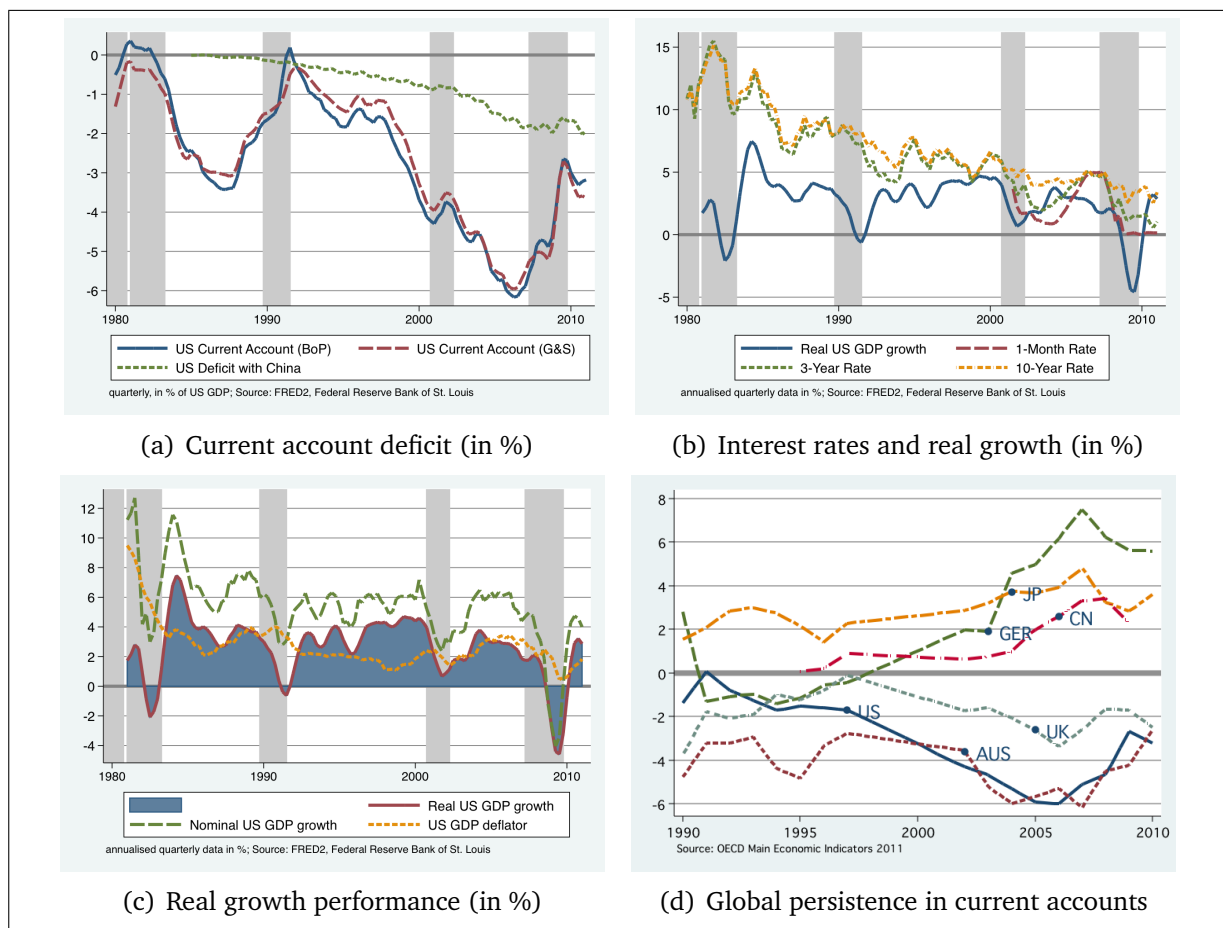 0
-1
-2
-3
-4
-5
-6
1980 1990 2000 2010
US Current Account (BoP) US Current Account (G&S)
US Deficit with China
quarterly, in % of US GDP; Source: FRED2, Federal Reserve Bank of St. Louis
(a) Current account deficit (in %)
15
10
5
0
-5
1980 1990 2000 2010
Real US GDP growth 1-Month Rate
3-Year Rate 10-Year Rate
annualised quarterly data in %; Source: FRED2, Federal Reserve Bank of St. Louis
(b) Interest rates and real growth (in %)
12
10
8
6
4
2
0
-2
-4
1980 1990 2000 2010
Real US GDP growth
Nominal US GDP growth US GDP deflator
annualised quarterly data in %; Source: FRED2, Federal Reserve Bank of St. Louis
(c) Real growth performance (in %)
8
6
4
2
0
-2
-4
-6
JP
CN
GER
US
UK
AUS
1990 1995 2000 2005 2010
Source: OECD Main Economic Indicators 2011
(d) Global persistence in current accounts